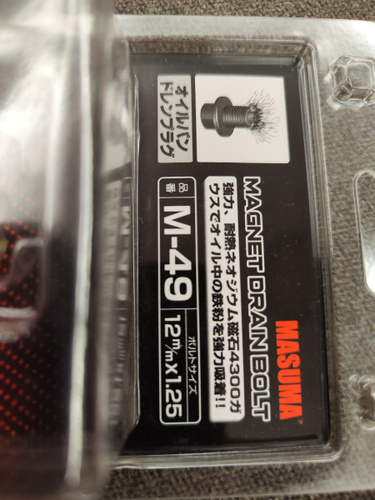 MASUMA
MAGNET DRAIN BOLT
強力、耐熱ネオジウム磁石4300ガ
ウスでオイル中の鉄粉を強力吸着!!
オイルパン
ドレンプラグ
品番
M-49
ボルトサイズ
12m/mx1.25